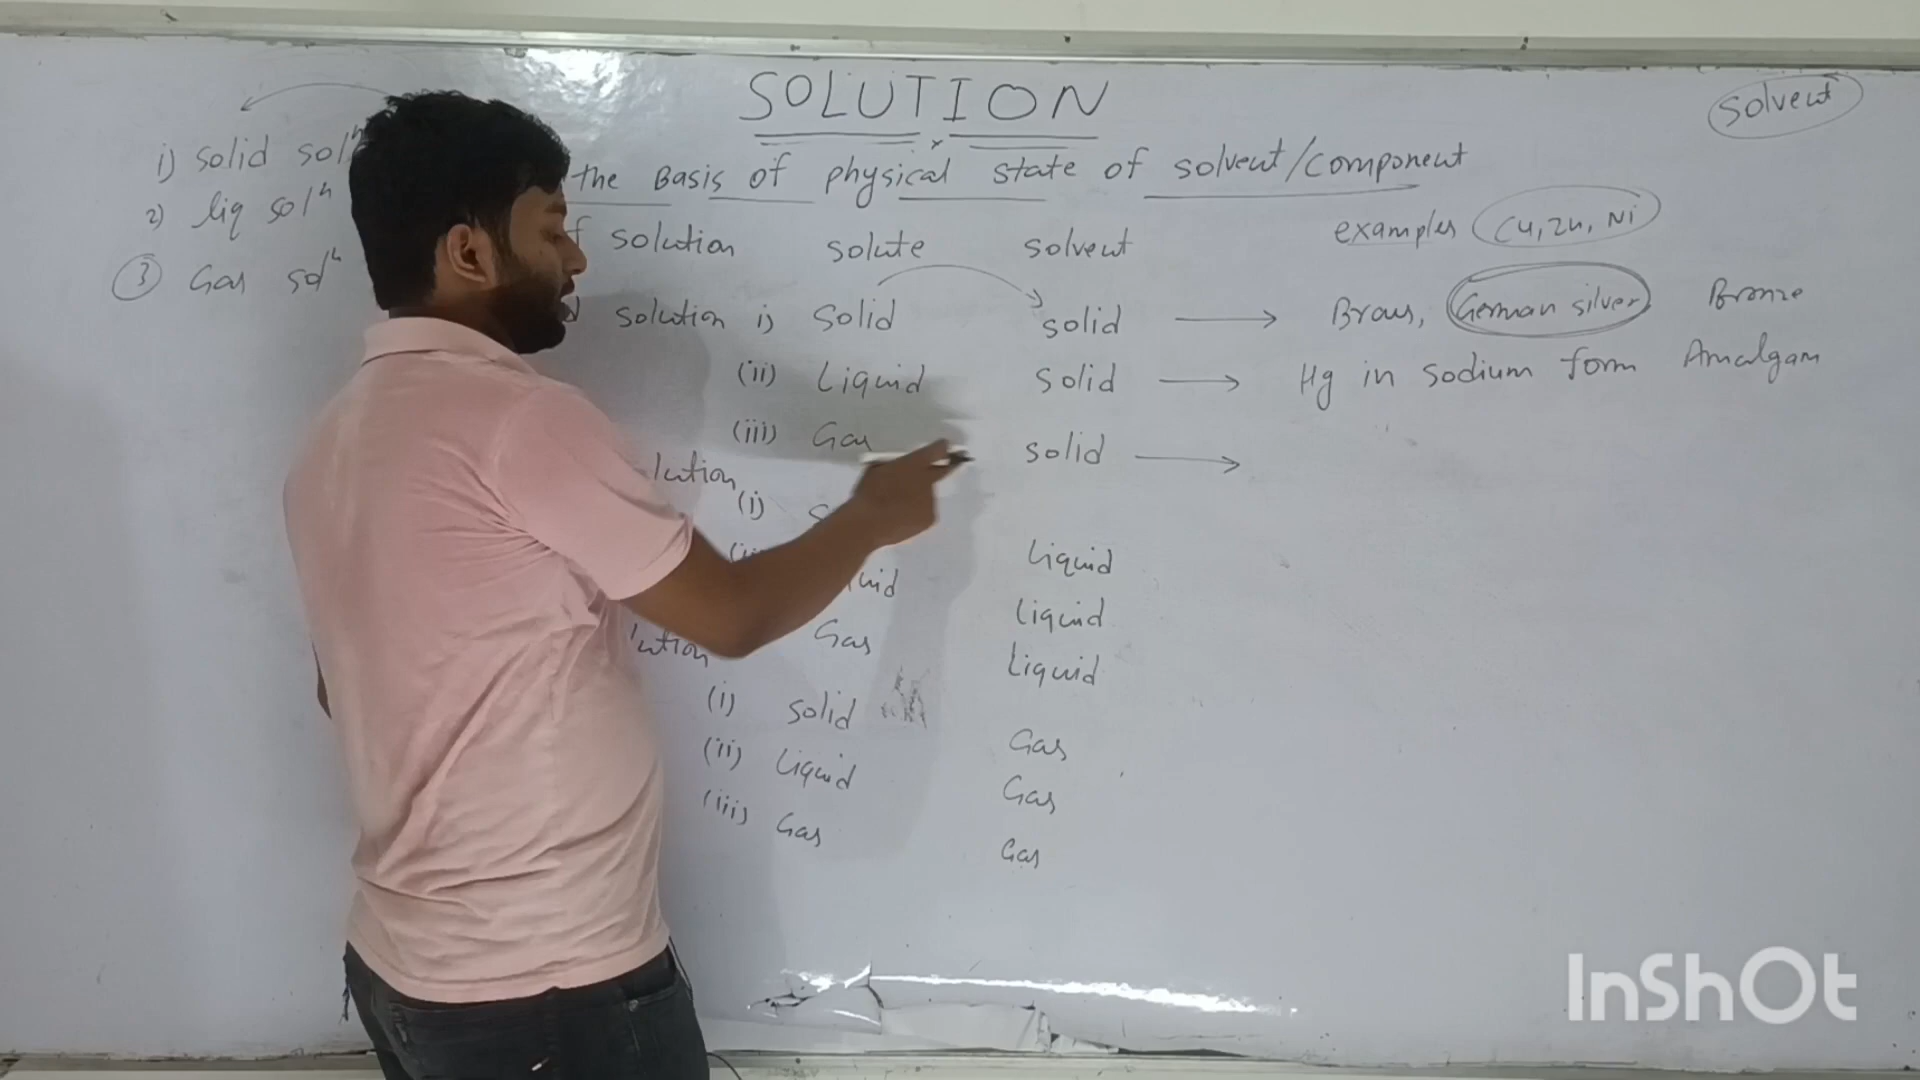 SOLUTION
solvent
the Basis of physical state of solvent/component
i) solid solⁿ
2) liq solⁿ
③ Gas solⁿ
solution solute solvent examples Cu, Zn, Ni
solution i) Solid solid → Brass, German silver Bronze
(ii) Liquid solid → Hg in sodium form Amalgam
(iii) Gas solid →
lution
(i) liquid
liquid
Gas Liquid
(i) solid Gas
(ii) liquid Gas
(iii) Gas Gas
InShOt